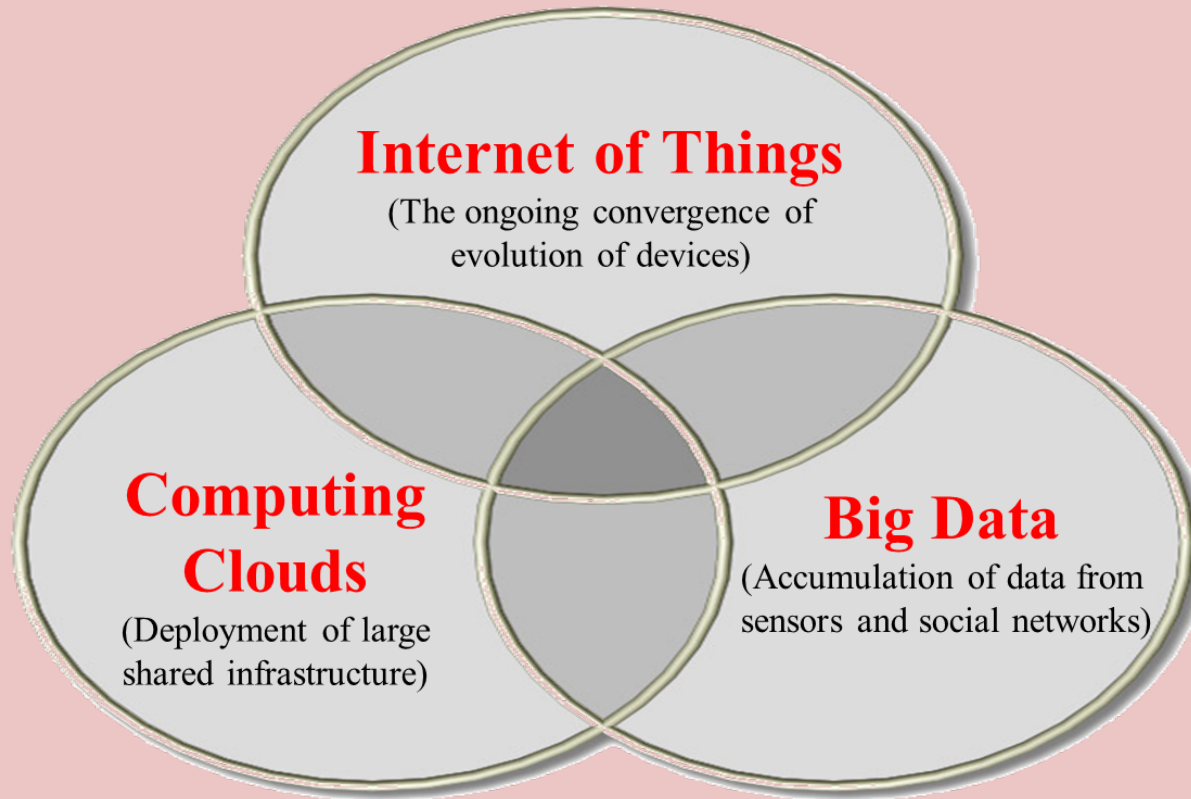 Internet of Things
(The ongoing convergence of
evolution of devices)
Computing
Clouds
(Deployment of large
shared infrastructure)
Big Data
(Accumulation of data from
sensors and social networks)